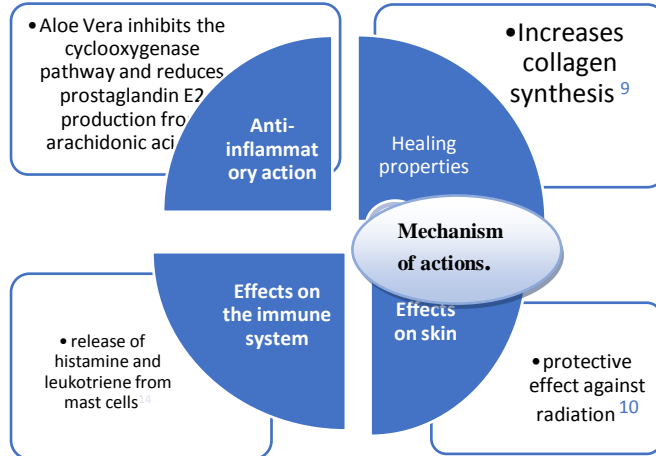 •Aloe Vera inhibits the
cyclooxygenase
pathway and reduces
prostaglandin E2
production fro
arachidonic aci
Anti-
inflammat
ory action
•Increases
collagen
synthesis 9
Healing
properties
Mechanism
of actions.
Effects on
the immune
system
Effects
on skin
• release of
histamine and
leukotriene from
mast cells14
• protective
effect against
radiation 10